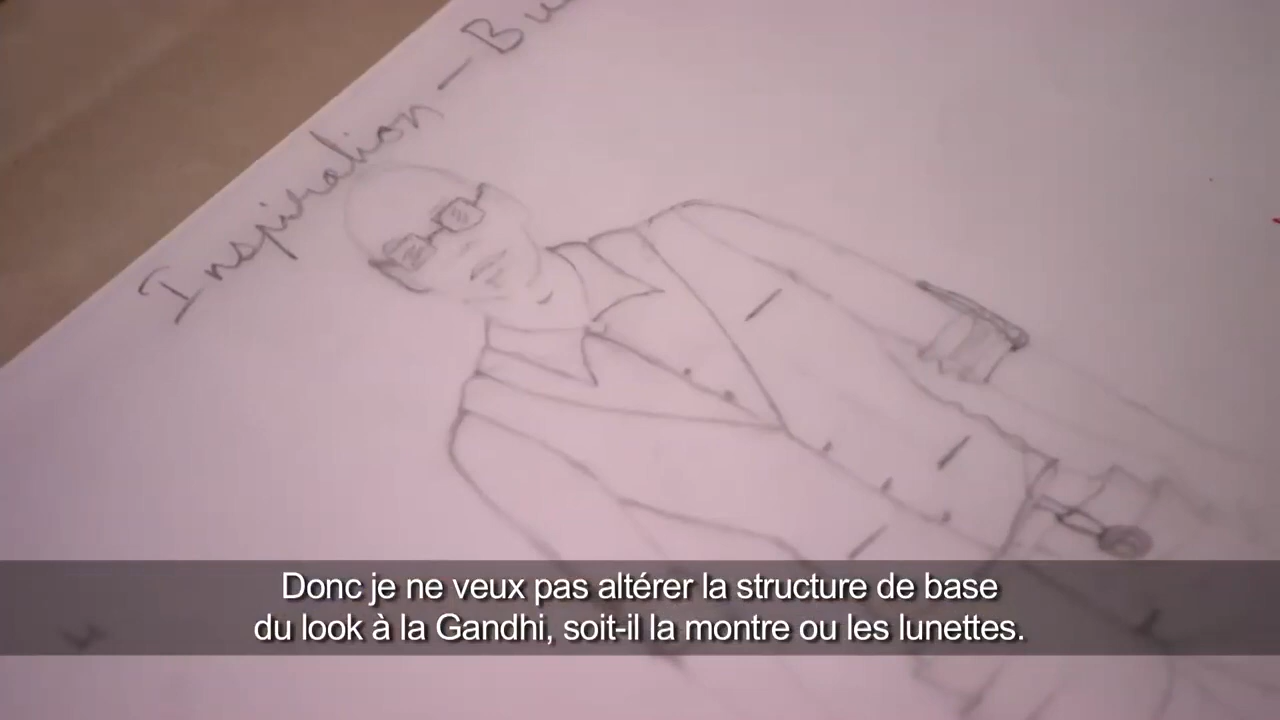 Inspiration —
Donc je ne veux pas altérer la structure de base
du look à la Gandhi, soit-il la montre ou les lunettes.